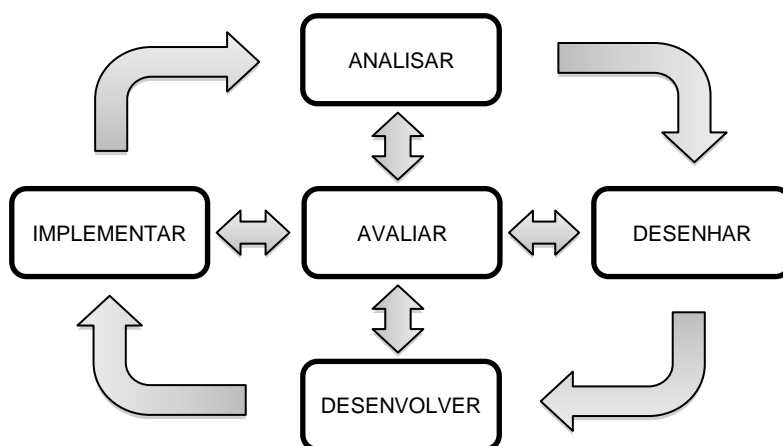 ANALISAR
IMPLEMENTAR
AVALIAR
DESENHAR
DESENVOLVER